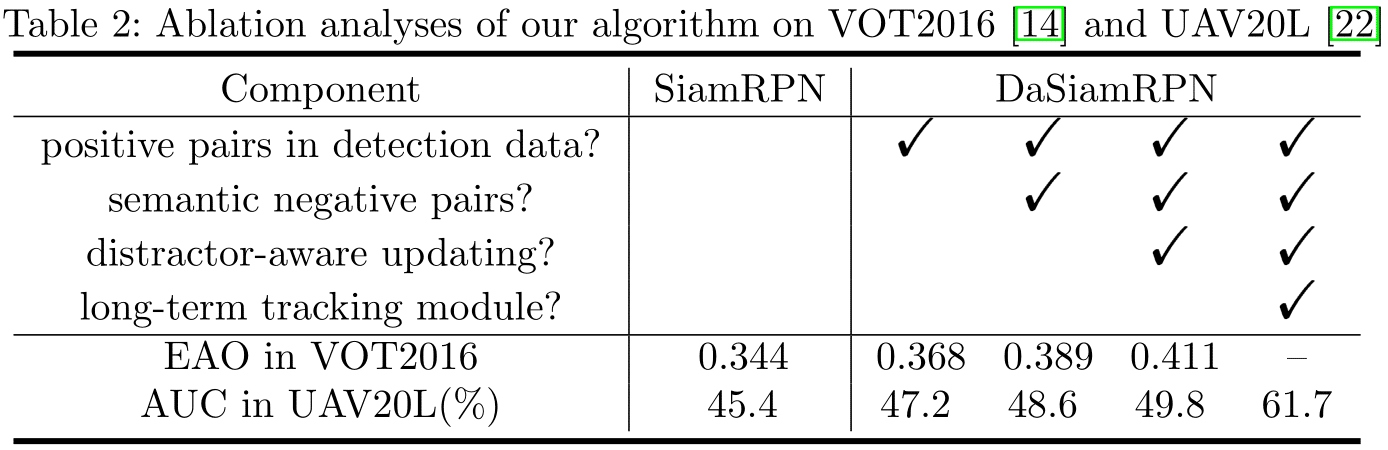 Table 2: Ablation analyses of our algorithm on VOT2016 [14] and UAV20L [22]
Component SiamRPN DaSiamRPN
positive pairs in detection data? ✓ ✓ ✓ ✓
semantic negative pairs? ✓ ✓ ✓
distractor-aware updating? ✓ ✓
long-term tracking module? ✓
EAO in VOT2016 0.344 0.368 0.389 0.411 –
AUC in UAV20L(%) 45.4 47.2 48.6 49.8 61.7